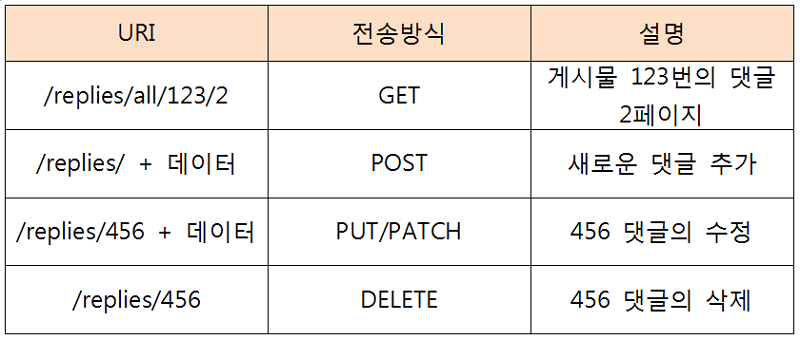 URI 전송방식 설명
/replies/all/123/2 GET 게시물 123번의 댓글
2페이지
/replies/ + 데이터 POST 새로운 댓글 추가
/replies/456 + 데이터 PUT/PATCH 456 댓글의 수정
/replies/456 DELETE 456 댓글의 삭제